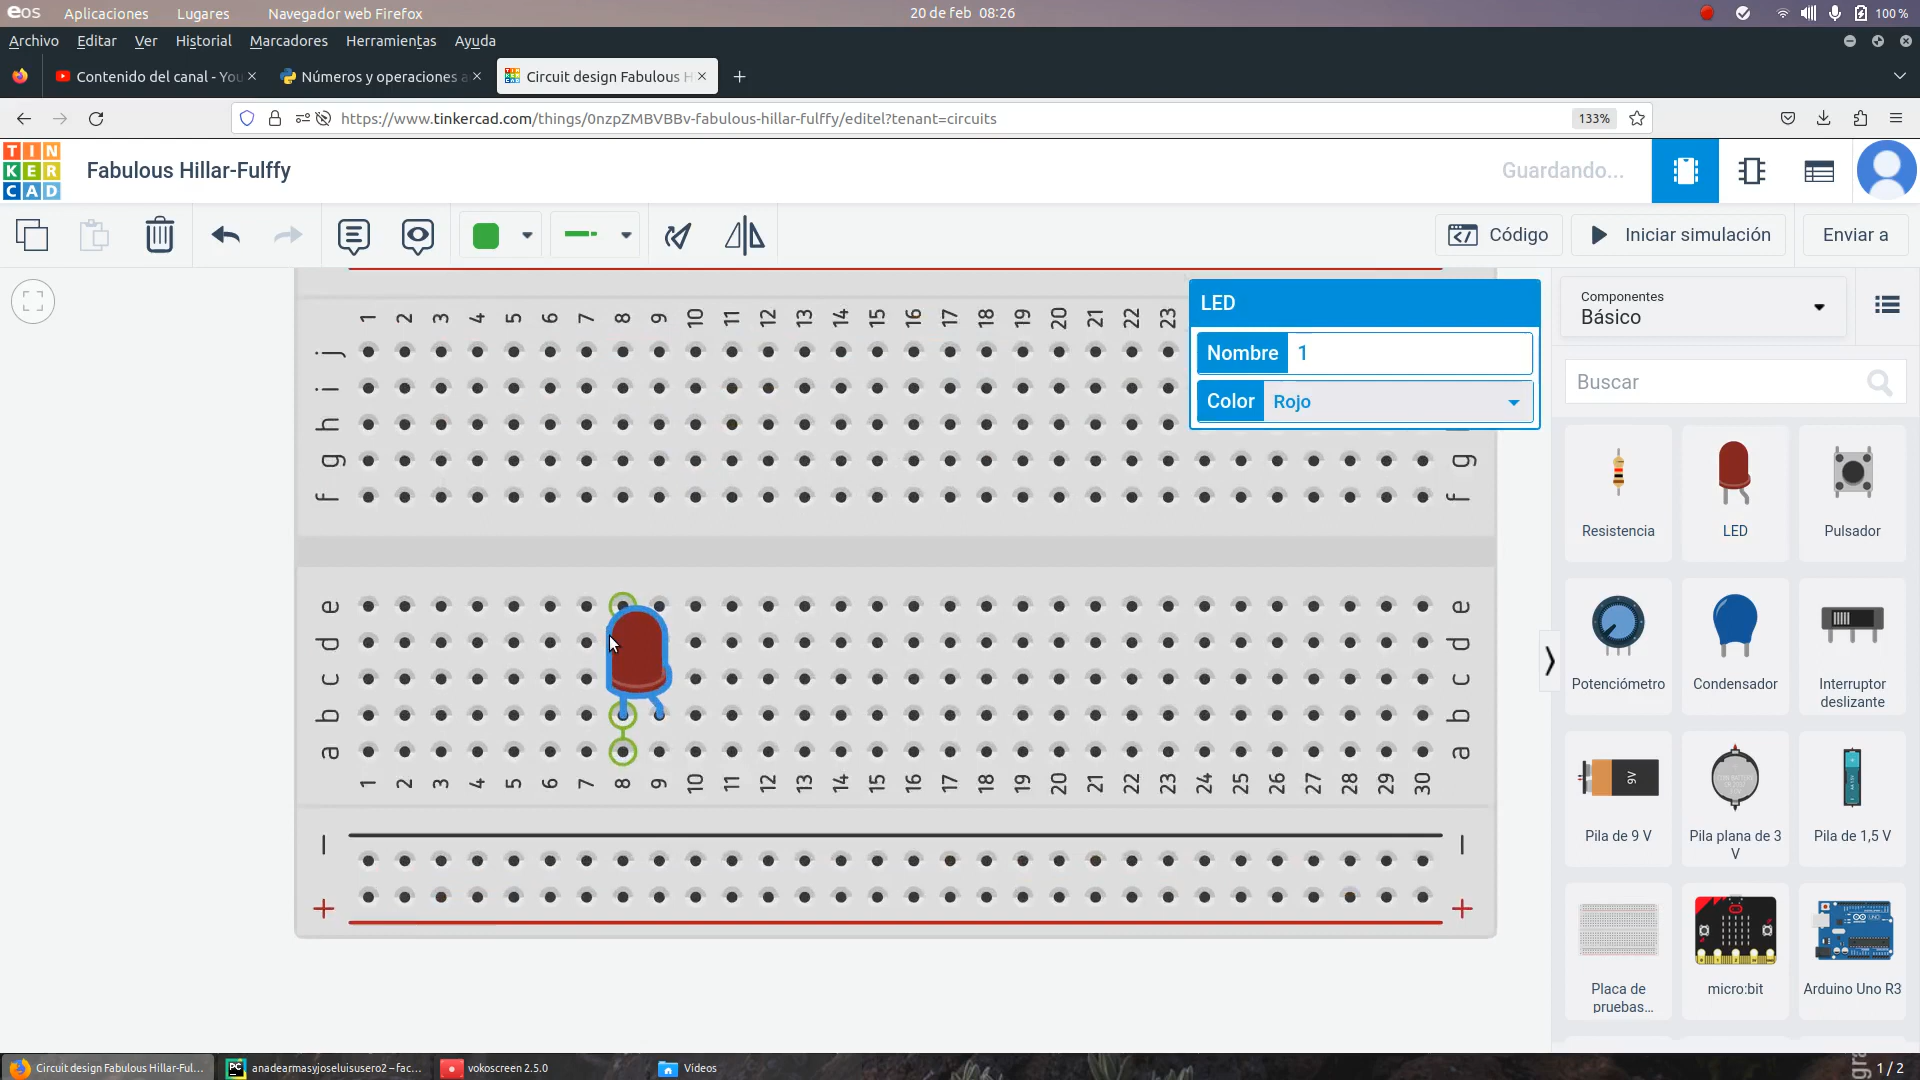 eos Aplicaciones Lugares Navegador web Firefox 20 de feb 08:26 100 %
Archivo Editar Ver Historial Marcadores Herramientas Ayuda
Contenido del canal - You Números y operaciones a Circuit design Fabulous H
https://www.tinkercad.com/things/0nzpZMBVBBv-fabulous-hillar-fulffy/editel?tenant=circuits 133%
TIN
KER
CAD
Fabulous Hillar-Fulffy Guardando...
Código Iniciar simulación Enviar a
LED
Nombre 1
Color Rojo
Componentes
Básico
Buscar
1 2 3 4 5 6 7 8 9 10 11 12 13 14 15 16 17 18 19 20 21 22 23
j
i
h
g g
f f
e e
d d
c c
b b
a a
1 2 3 4 5 6 7 8 9 10 11 12 13 14 15 16 17 18 19 20 21 22 23 24 25 26 27 28 29 30
− −
+ +
Resistencia LED Pulsador
Potenciómetro Condensador Interruptor
deslizante
9V
Pila de 9 V Pila plana de 3
V Pila de 1,5 V
Placa de
pruebas... micro:bit Arduino Uno R3
Circuit design Fabulous Hillar-Ful... PC anadearmasyjoseluisusero2 – fac... vokoscreen 2.5.0 Vídeos 1 / 2